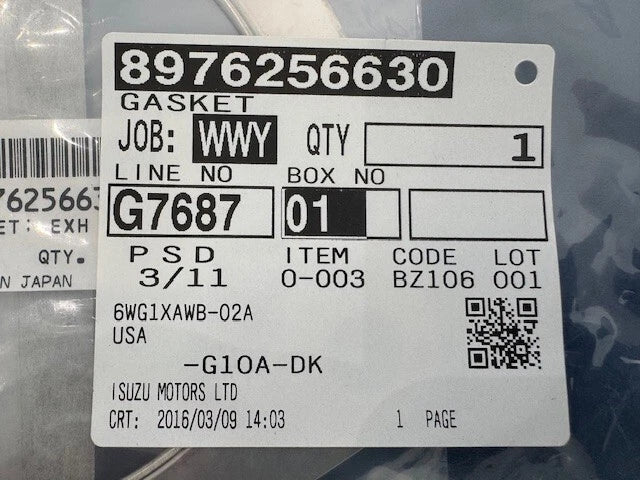 8976256630
GASKET
JOB: WWY QTY 1
LINE NO BOX NO
G7687 01
PSD ITEM CODE LOT
3/11 0-003 BZ106 001
6WG1XAWB-02A
USA
-G10A-DK
ISUZU MOTORS LTD
CRT: 2016/03/09 14:03 1 PAGE
: EXH
QTY.
JAPAN